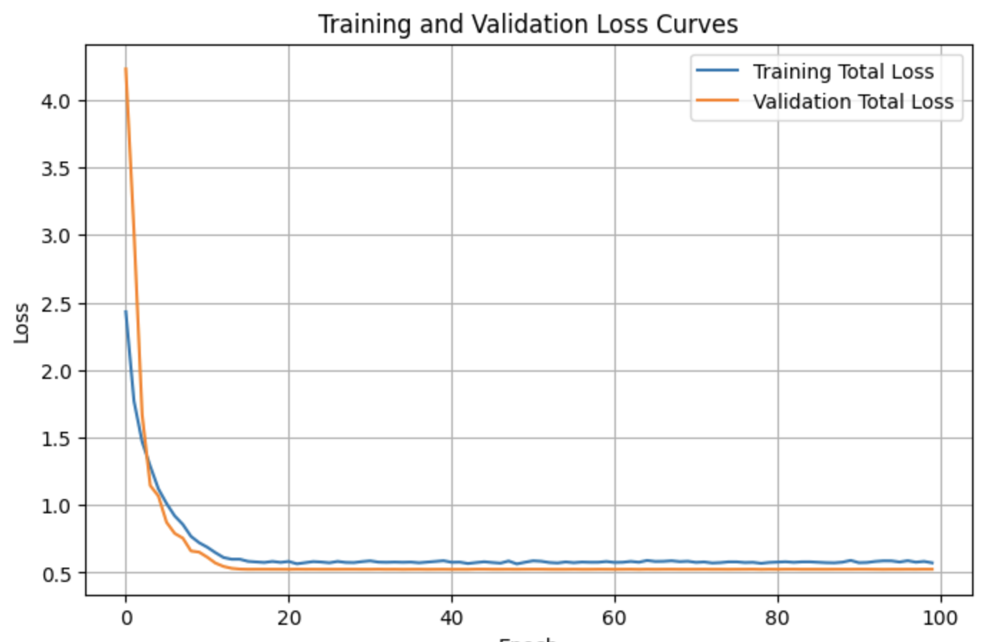 Training and Validation Loss Curves
Training Total Loss
Validation Total Loss
4.0
3.5
3.0
2.5
2.0
1.5
1.0
0.5
Loss
0 20 40 60 80 100